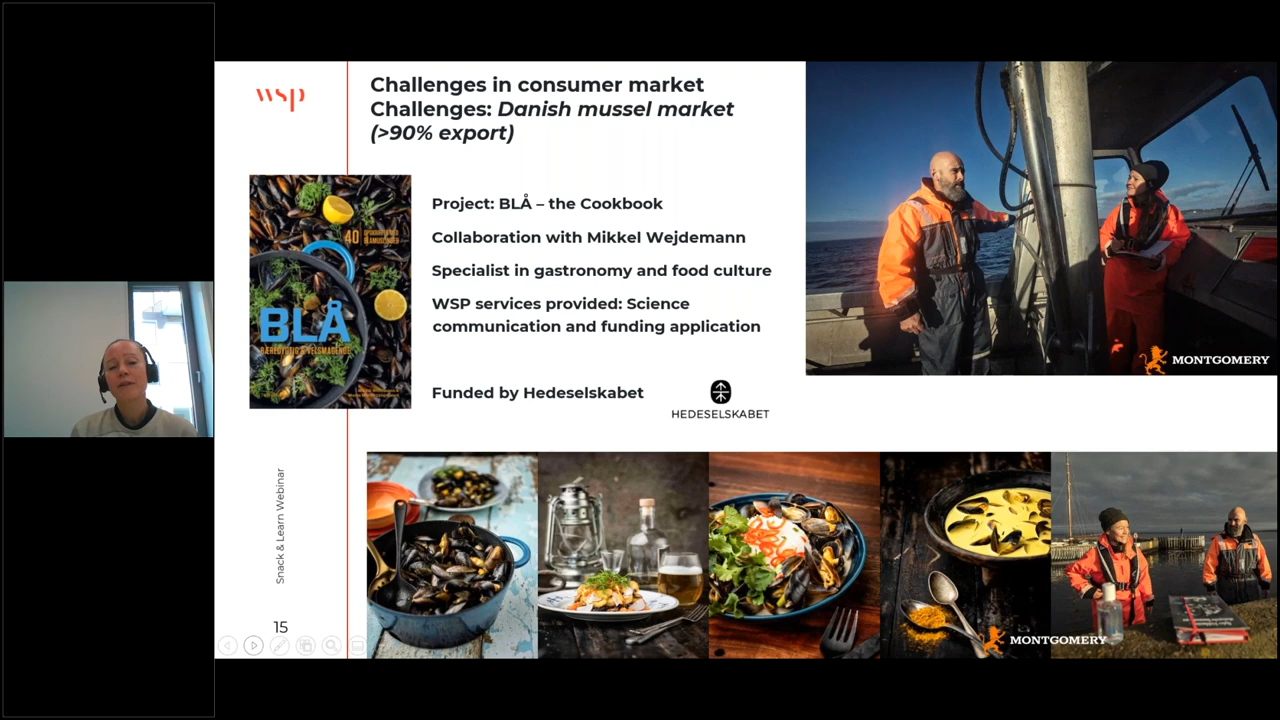 wsp
Challenges in consumer market
Challenges: Danish mussel market
(>90% export)
Project: BLÅ – the Cookbook
Collaboration with Mikkel Wejdemann
Specialist in gastronomy and food culture
WSP services provided: Science
communication and funding application
Funded by Hedeselskabet
HEDESELSKABET
40
BLÅ
BÆREDYGTIG & VELSMAGENDE
MONTGOMERY
Snack & Learn Webinar
15
MONTGOMERY